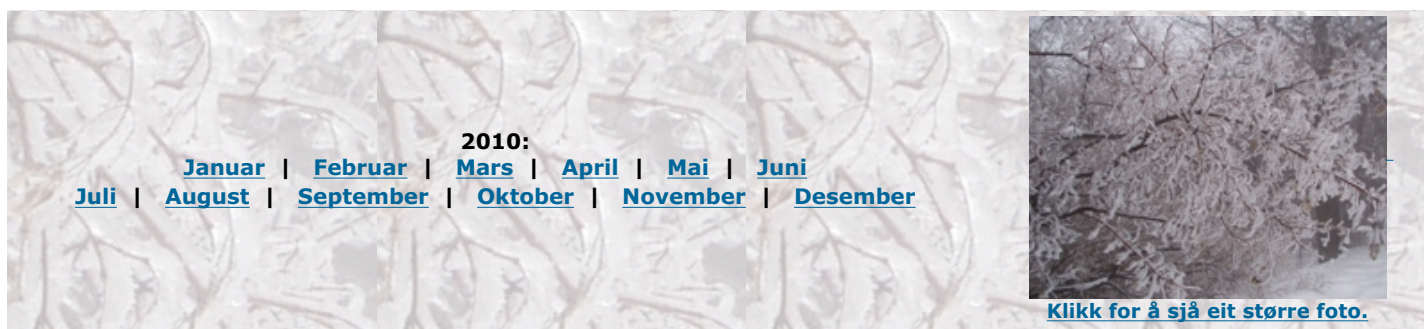 2010:
Januar | Februar | Mars | April | Mai | Juni
Juli | August | September | Oktober | November | Desember
Klikk for å sjå eit større foto.